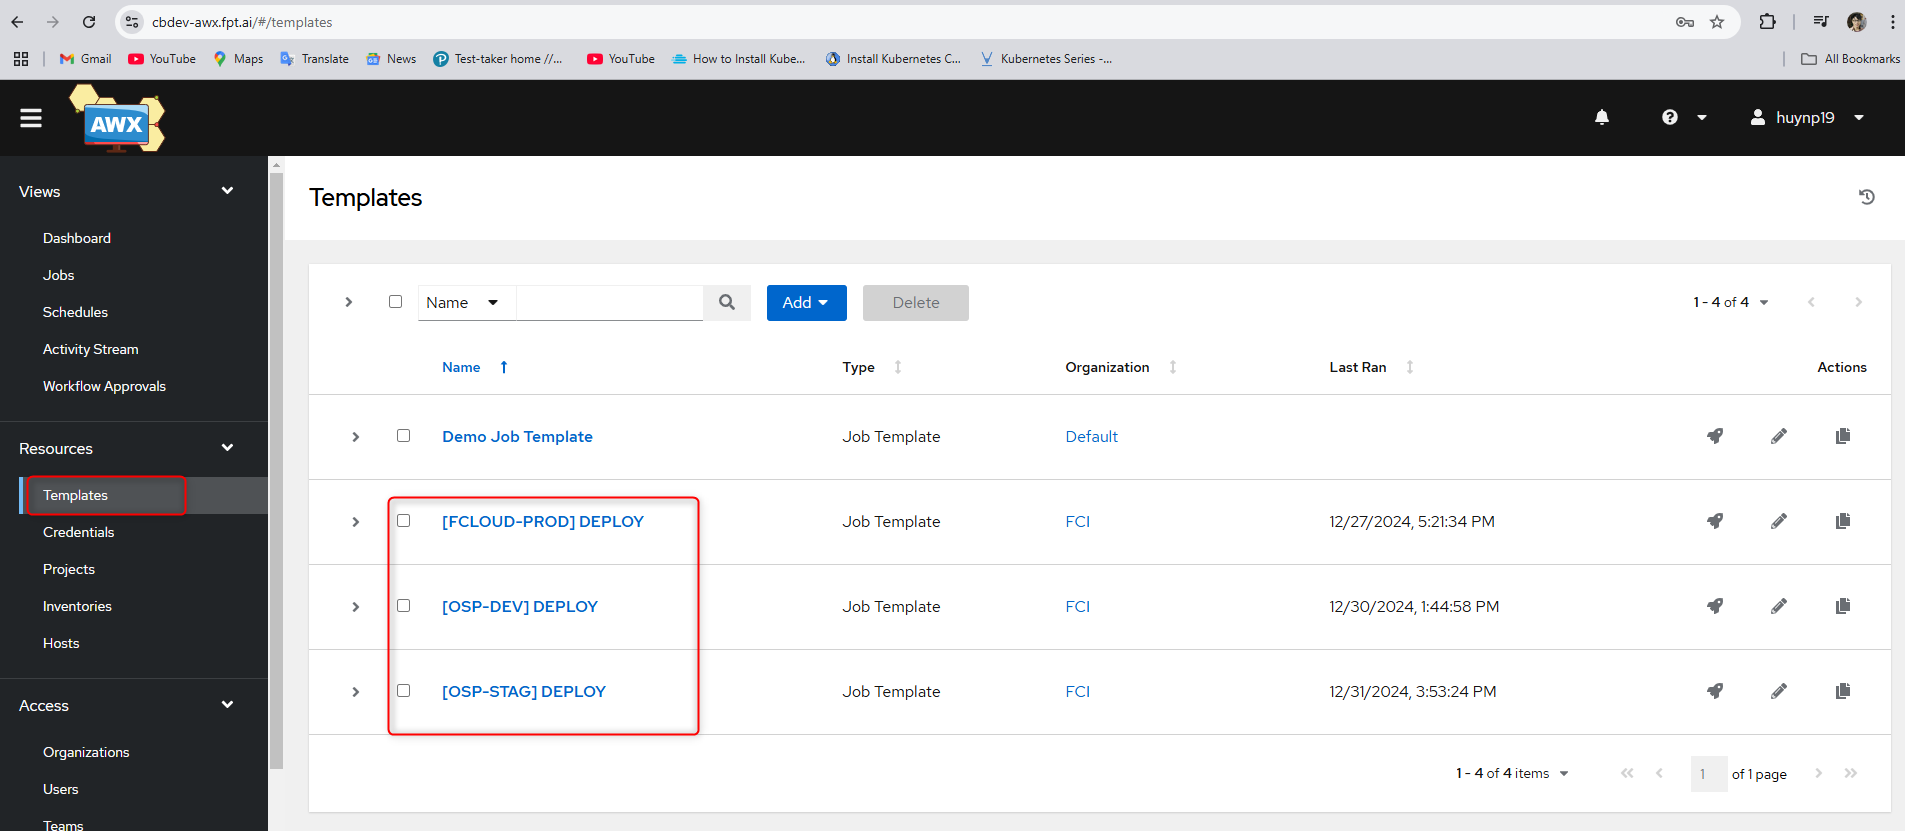 cbdev-awx.fpt.ai/#/templates
Gmail YouTube Maps Translate News Test-taker home //... YouTube How to Install Kube... Install Kubernetes C... Kubernetes Series -... All Bookmarks
AWX huynp19
Views
Dashboard
Jobs
Schedules
Activity Stream
Workflow Approvals
Resources
Templates
Credentials
Projects
Inventories
Hosts
Access
Organizations
Users
Teams
Templates
Name Add Delete 1 - 4 of 4
Name Type Organization Last Ran Actions
Demo Job Template Job Template Default
[FCLOUD-PROD] DEPLOY Job Template FCI 12/27/2024, 5:21:34 PM
[OSP-DEV] DEPLOY Job Template FCI 12/30/2024, 1:44:58 PM
[OSP-STAG] DEPLOY Job Template FCI 12/31/2024, 3:53:24 PM
1 - 4 of 4 items 1 of 1 page